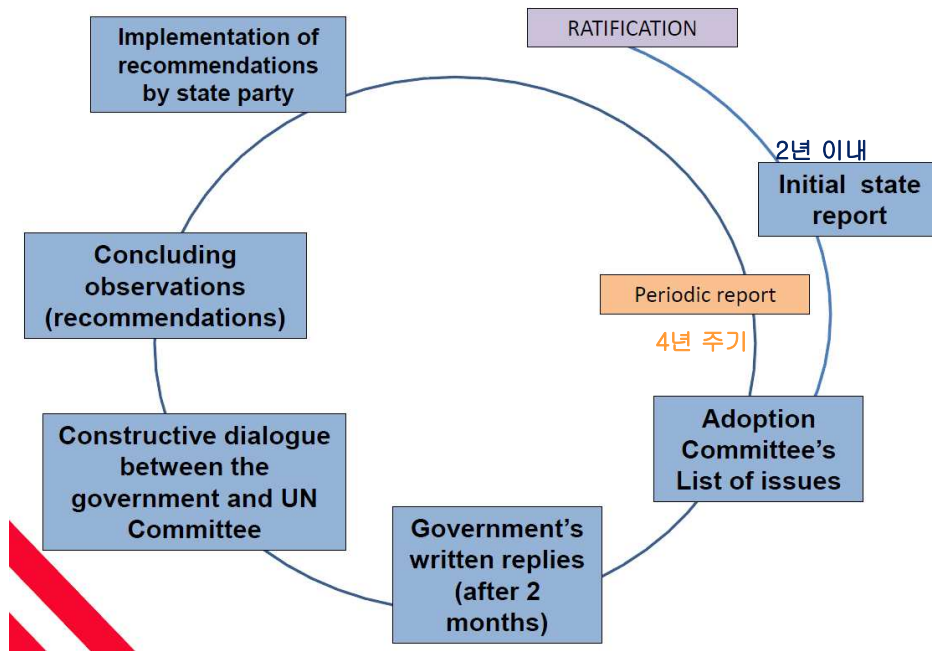 RATIFICATION
2년 이내
Initial state
report
Periodic report
4년 주기
Adoption
Committee's
List of issues
Government's
written replies
(after 2
months)
Constructive dialogue
between the
government and UN
Committee
Concluding
observations
(recommendations)
Implementation of
recommendations
by state party